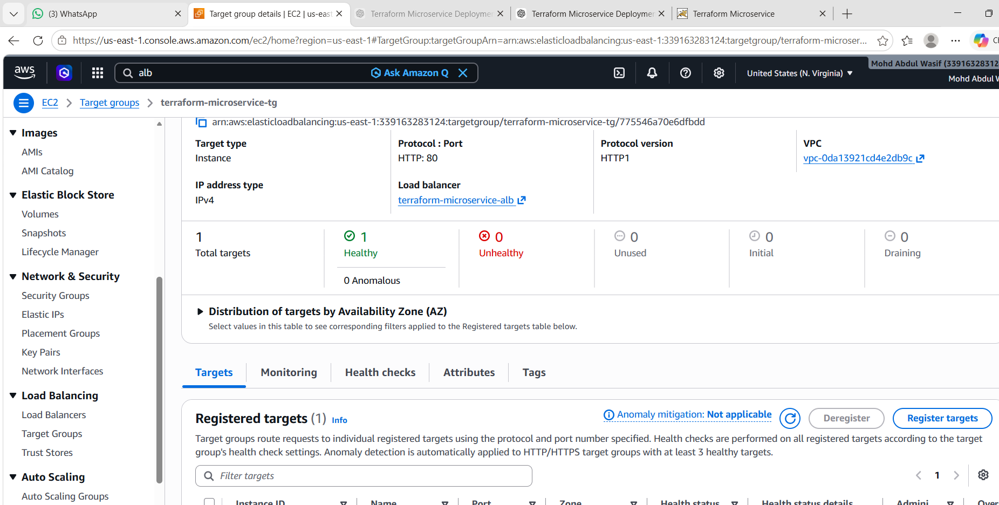 (3) WhatsApp
Target group details | EC2 | us-east
Terraform Microservice Deploymer
Terraform Microservice Deploymer
Terraform Microservice
https://us-east-1.console.aws.amazon.com/ec2/home?region=us-east-1#TargetGroup:targetGroupArn=arn:aws:elasticloadbalancing:us-east-1:339163283124:targetgroup/terraform-microser...
aws
alb
Ask Amazon Q
United States (N. Virginia)
Mohd Abdul Wasif (33916328312
Mohd Abdul W
EC2
Target groups
terraform-microservice-tg
Images
AMIs
AMI Catalog
Elastic Block Store
Volumes
Snapshots
Lifecycle Manager
Network & Security
Security Groups
Elastic IPs
Placement Groups
Key Pairs
Network Interfaces
Load Balancing
Load Balancers
Target Groups
Trust Stores
Auto Scaling
Auto Scaling Groups
arn:aws:elasticloadbalancing:us-east-1:339163283124:targetgroup/terraform-microservice-tg/775546a70e6dfbdd
Target type
Instance
Protocol : Port
HTTP: 80
Protocol version
HTTP1
VPC
vpc-0da13921cd4e2db9c
IP address type
IPv4
Load balancer
terraform-microservice-alb
1
Total targets
1
Healthy
0 Anomalous
0
Unhealthy
0
Unused
0
Initial
0
Draining
Distribution of targets by Availability Zone (AZ)
Select values in this table to see corresponding filters applied to the Registered targets table below.
Targets
Monitoring
Health checks
Attributes
Tags
Registered targets (1) Info
Anomaly mitigation: Not applicable
Deregister
Register targets
Target groups route requests to individual registered targets using the protocol and port number specified. Health checks are performed on all registered targets according to the target
group's health check settings. Anomaly detection is automatically applied to HTTP/HTTPS target groups with at least 3 healthy targets.
Filter targets
1
Instance ID
Name
Port
Zone
Health status
Health status details
Admini
Over